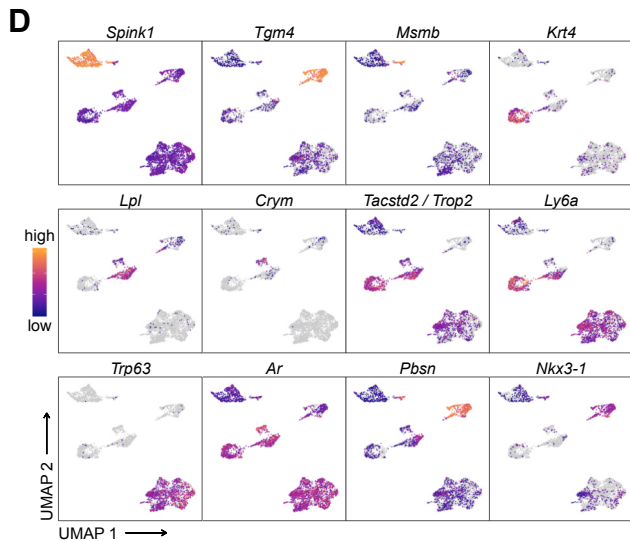 D
Spink1 Tgm4 Msmb Krt4
Lpl Crym Tacstd2 / Trop2 Ly6a
high
low
Trp63 Ar Pbsn Nkx3-1
UMAP 2
UMAP 1